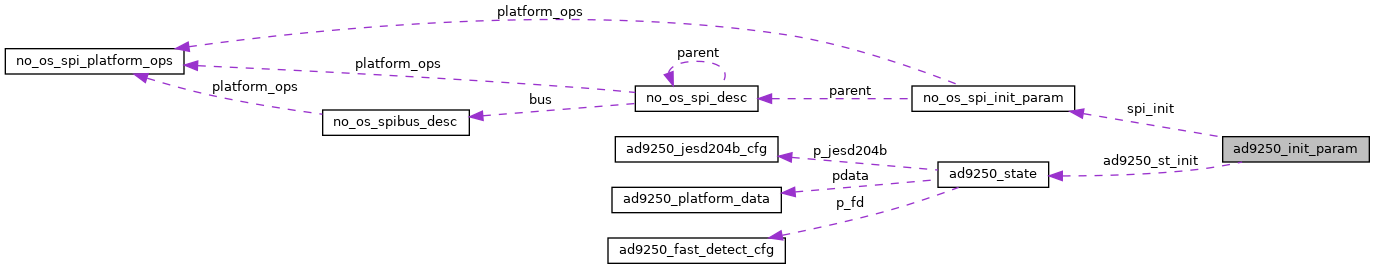 platform_ops
no_os_spi_platform_ops
platform_ops
parent
platform_ops
bus
no_os_spi_desc
parent
no_os_spi_init_param
no_os_spibus_desc
spi_init
ad9250_jesd204b_cfg
p_jesd204b
ad9250_init_param
ad9250_st_init
pdata
ad9250_state
ad9250_platform_data
p_fd
ad9250_fast_detect_cfg